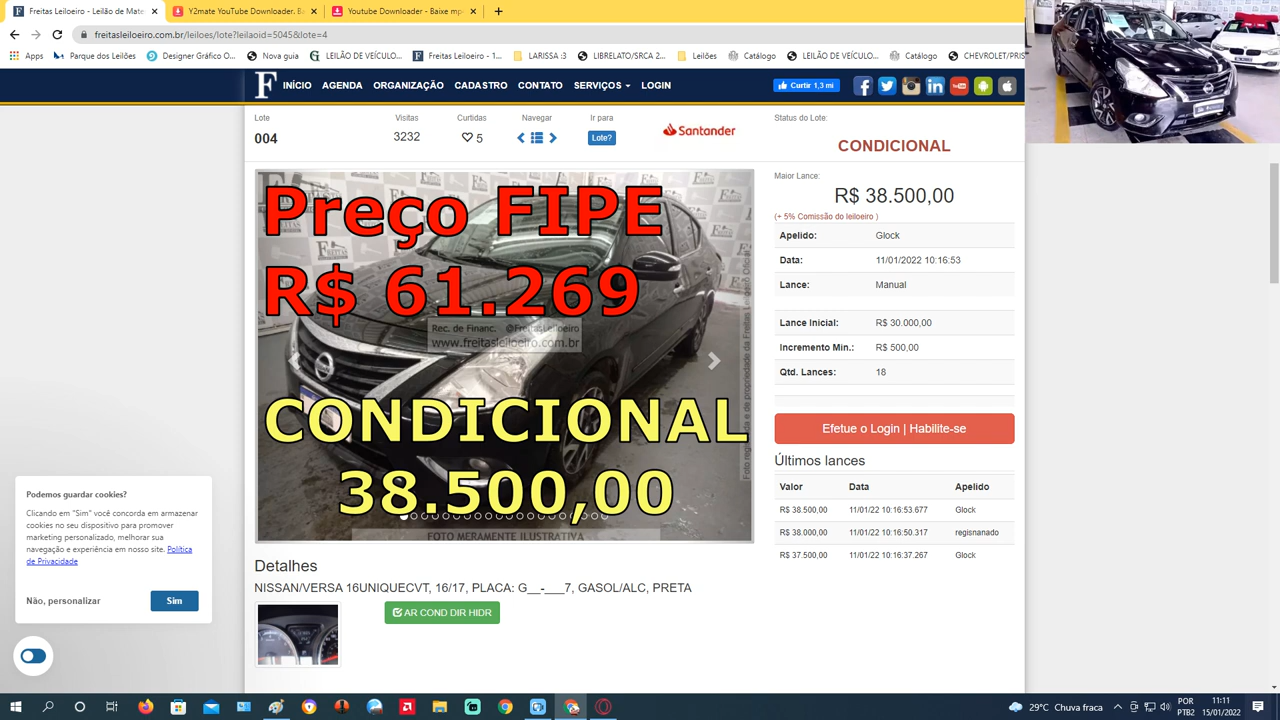 Freitas Leiloeiro - Leilão de Mate
Y2mate YouTube Downloader. Ba
Youtube Downloader - Baixe mp
freitasleiloeiro.com.br/leiloes/lote?leilaoid=5045&lote=4
Apps
Parque dos Leilões
Designer Gráfico O...
Nova guia
LEILÃO DE VEÍCULO...
Freitas Leiloeiro - 1...
LARISSA :3
LIBRELATO/SRCA 2...
Leilões
Catálogo
LEILÃO DE VEÍCULO...
Catálogo
CHEVROLET/PRIS
F INÍCIO AGENDA ORGANIZAÇÃO CADASTRO CONTATO SERVIÇOS LOGIN
Curtir 1,3 mi
Lote
004
Visitas
3232
Curtidas
5
Navegar
Ir para
Lote?
Santander
Status do Lote:
CONDICIONAL
Preço FIPE
R$ 61.269
Rec. de Financ. ©FreitasLeiloeiro
www.freitasleiloeiro.com.br
CONDICIONAL
38.500,00
FOTO MERAMENTE ILUSTRATIVA
Maior Lance:
R$ 38.500,00
(+ 5% Comissão do leiloeiro )
Apelido: Glock
Data: 11/01/2022 10:16:53
Lance: Manual
Lance Inicial: R$ 30.000,00
Incremento Min.: R$ 500,00
Qtd. Lances: 18
Efetue o Login | Habilite-se
Últimos lances
Valor Data Apelido
R$ 38.500,00 11/01/22 10:16:53.677 Glock
R$ 38.000,00 11/01/22 10:16:50.317 regisnanado
R$ 37.500,00 11/01/22 10:16:37.267 Glock
Detalhes
NISSAN/VERSA 16UNIQUECVT, 16/17, PLACA: G__-___7, GASOL/ALC, PRETA
AR COND DIR HIDR
Podemos guardar cookies?
Clicando em "Sim" você concorda em armazenar
cookies no seu dispositivo para promover
marketing personalizado, melhorar sua
navegação e experiência em nosso site. Política
de Privacidade
Não, personalizar
Sim
29°C Chuva fraca
POR
PTB2
11:11
15/01/2022